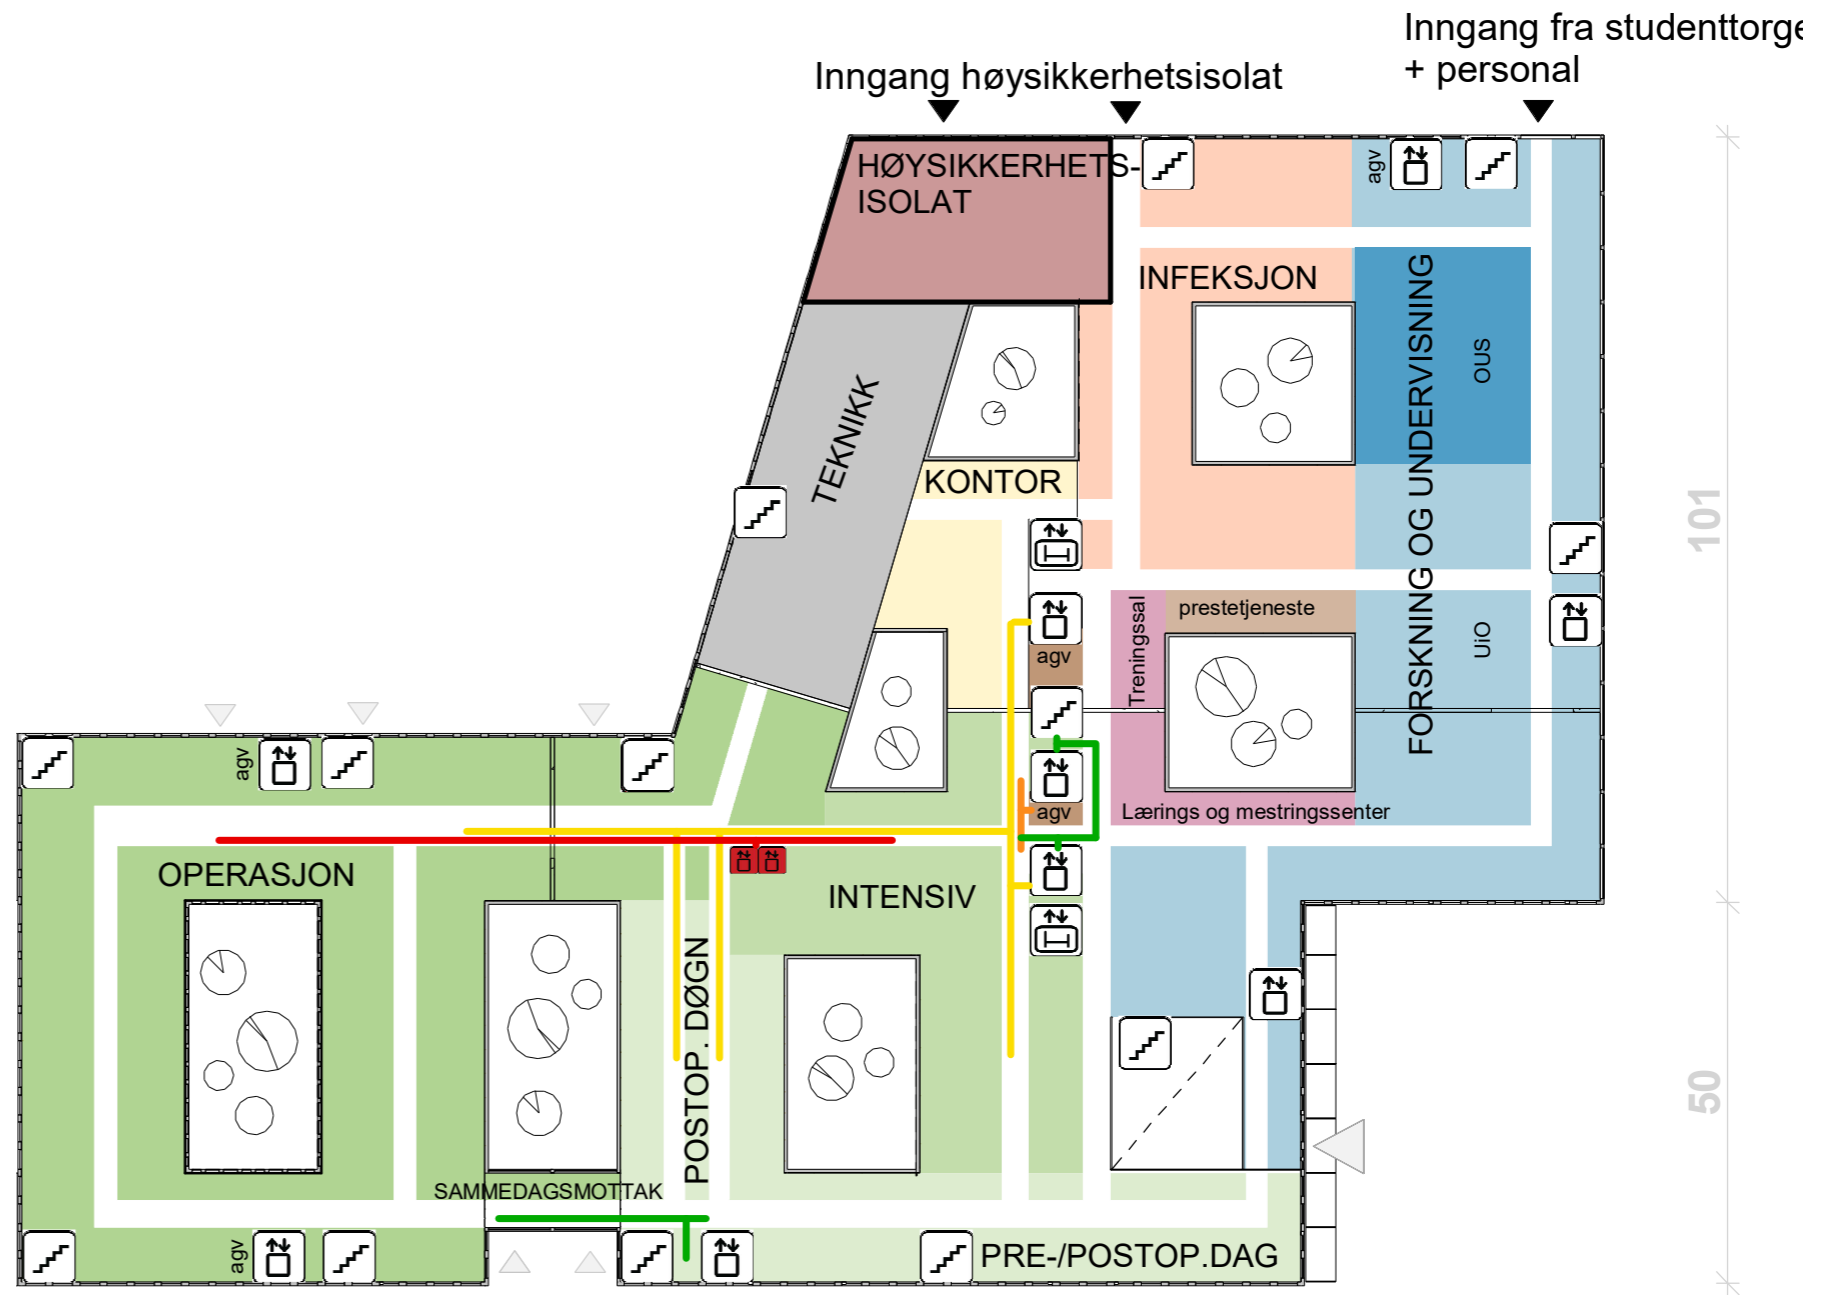 Inngang fra studenttorge
+ personal
Inngang høysikkerhetsisolat
HØYSIKKERHETS-
ISOLAT
agv
INFEKSJON
FORSKNING OG UNDERVISNING
OUS
TEKNIKK
KONTOR
101
prestetjeneste
Treningssal
UiO
agv
agv
agv
Lærings og mestringssenter
OPERASJON
INTENSIV
POSTOP. DØGN
50
SAMMEDAGSMOTTAK
agv
PRE-/POSTOP.DAG